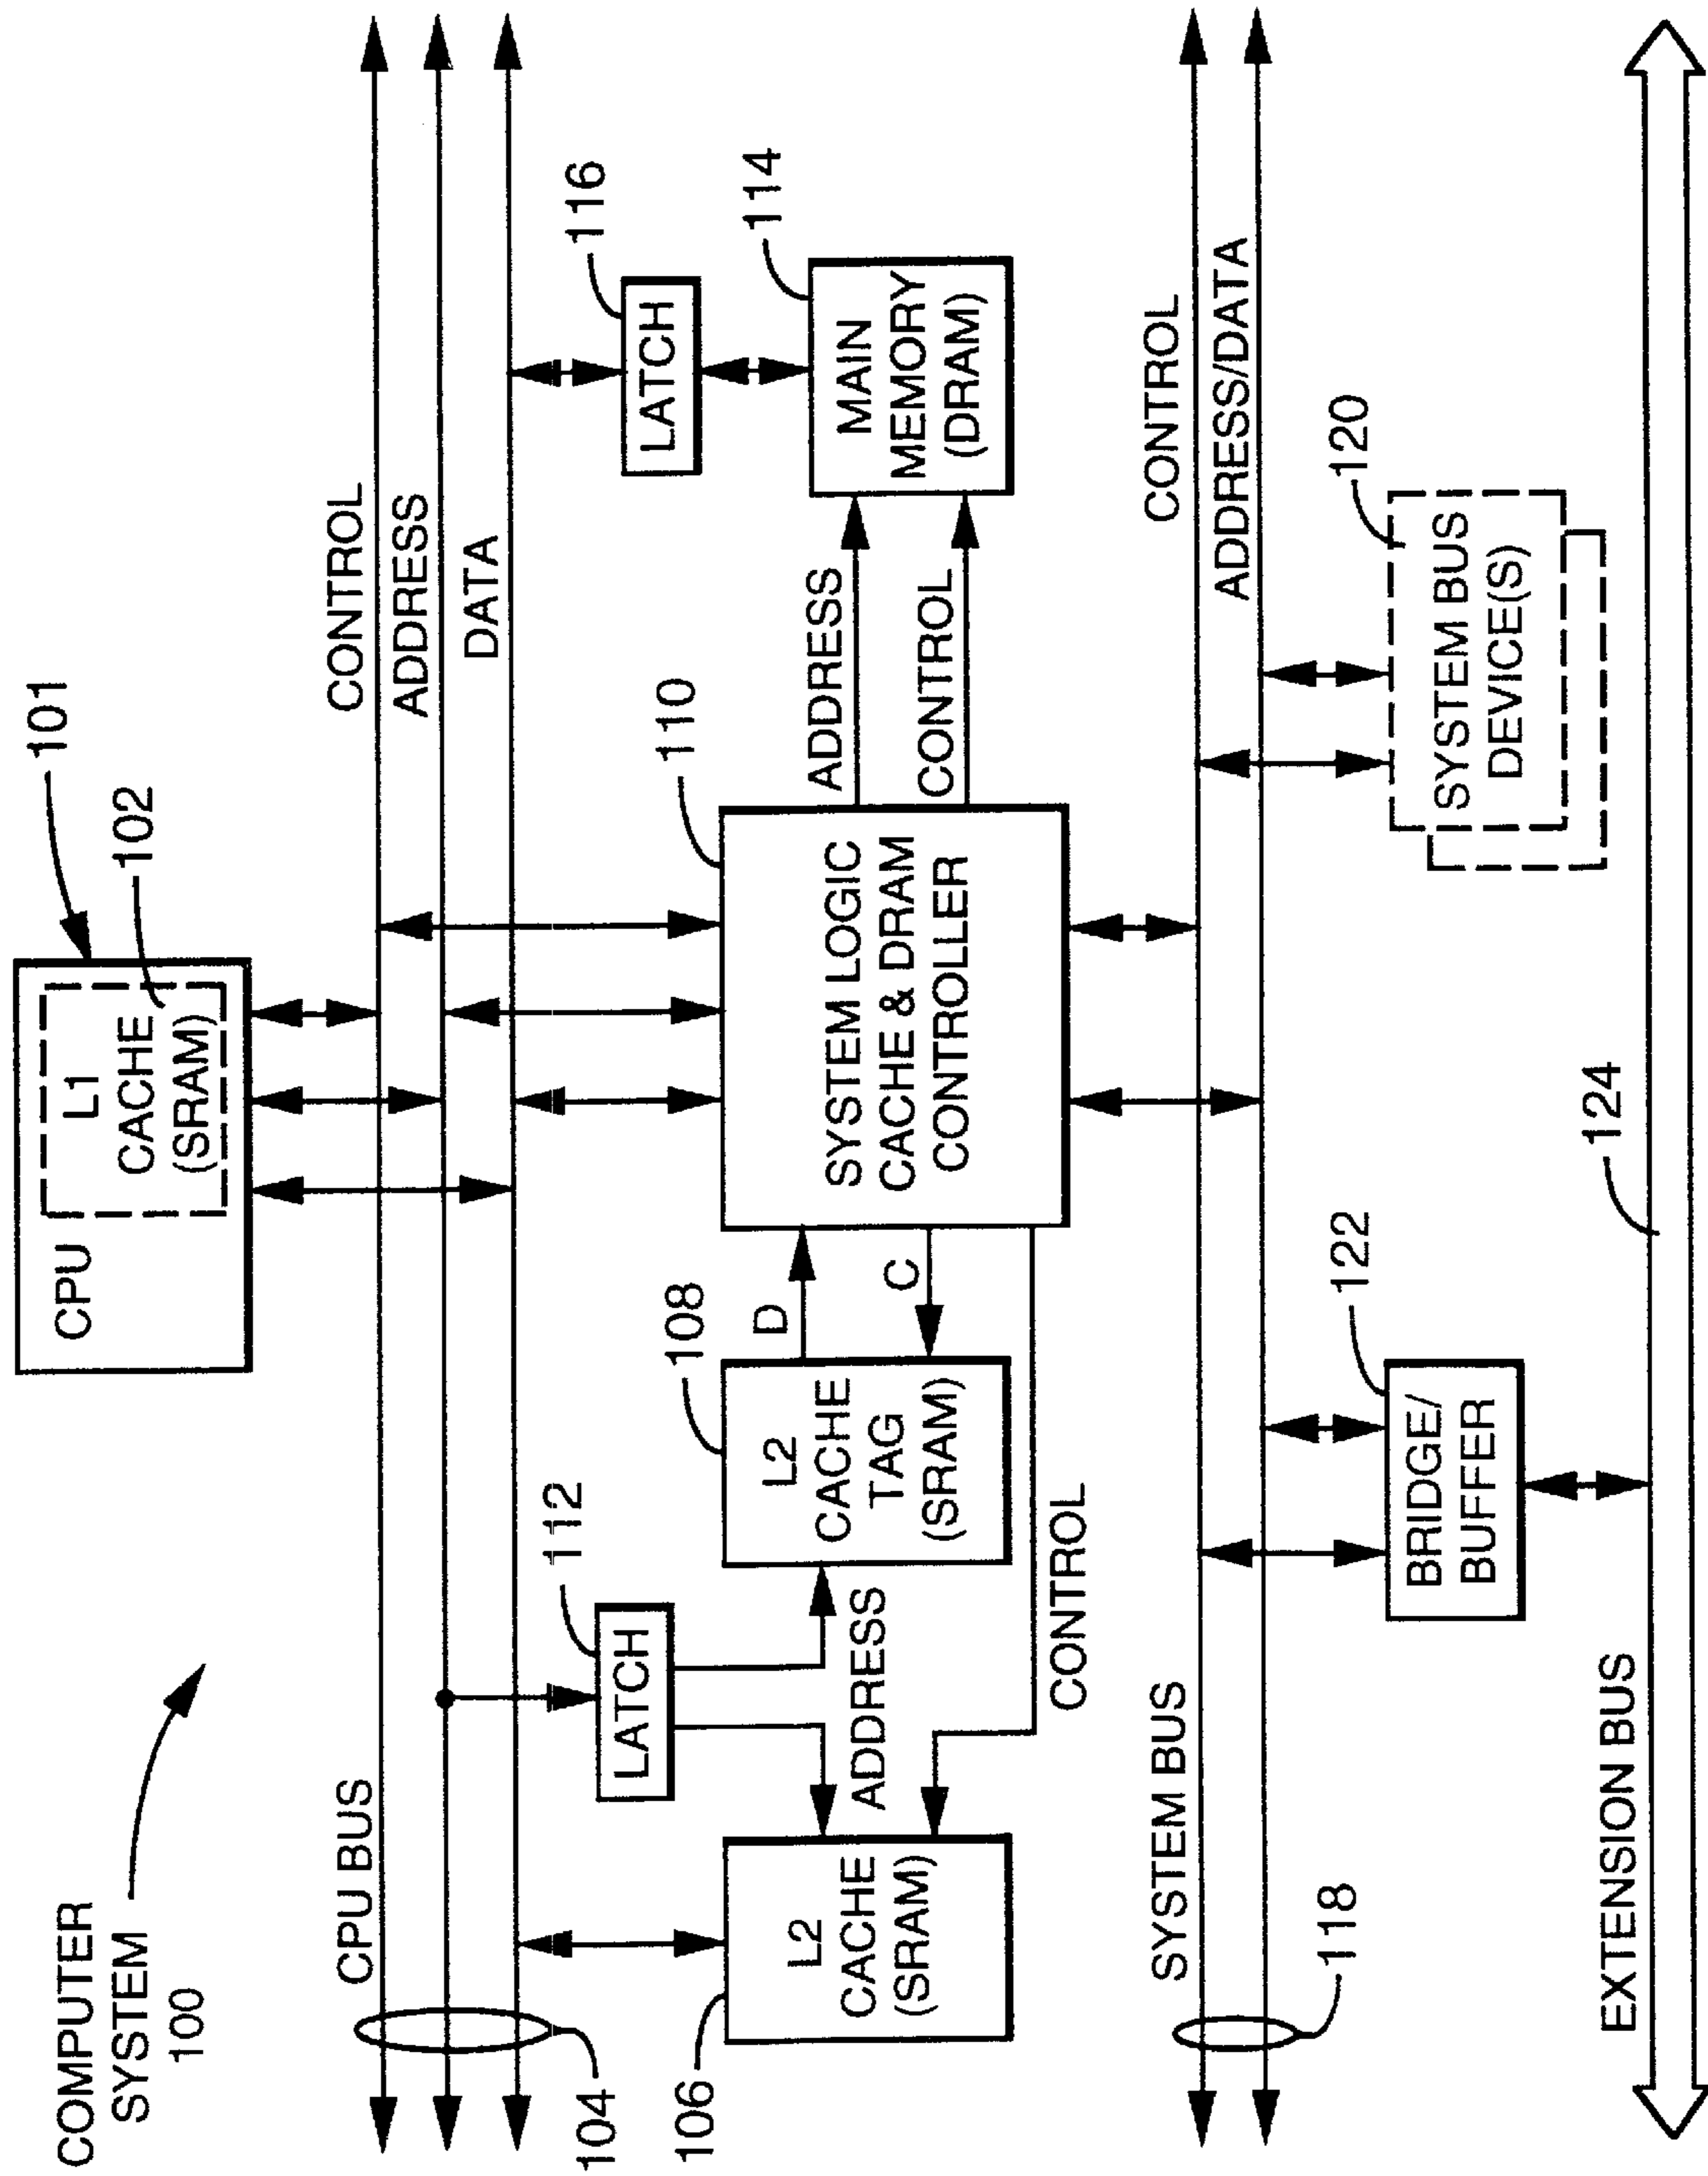 COMPUTER
SYSTEM
100
CPU
L1
CACHE
(SRAM)
101
102
CPU BUS
CONTROL
ADDRESS
DATA
104
106
L2
CACHE
(SRAM)
LATCH
112
ADDRESS
L2
CACHE
TAG
(SRAM)
108
D
C
CONTROL
SYSTEM LOGIC
CACHE & DRAM
CONTROLLER
110
ADDRESS
CONTROL
LATCH
116
MAIN
MEMORY
(DRAM)
114
SYSTEM BUS
CONTROL
ADDRESS/DATA
118
BRIDGE/
BUFFER
122
SYSTEM BUS
DEVICE(S)
120
EXTENSION BUS
124